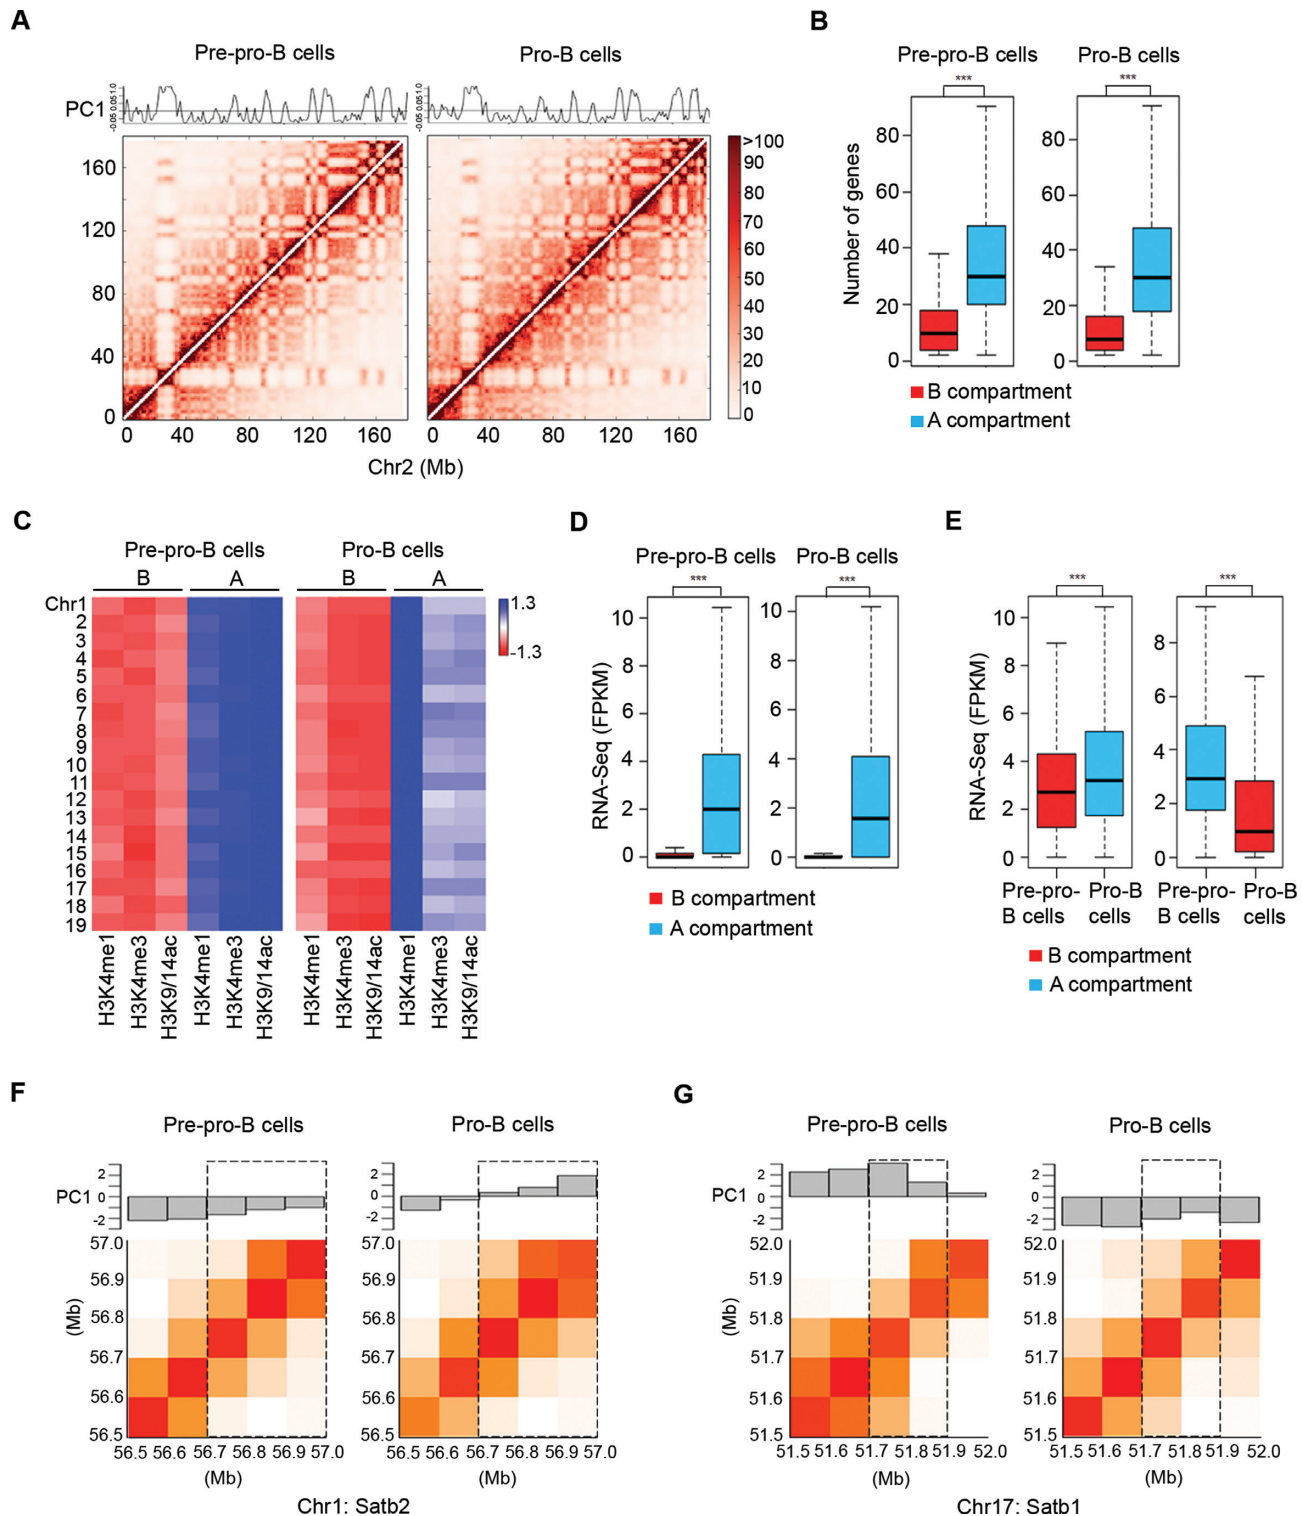 A
B
Pre-pro-B cells
Pro-B cells
Pre-pro-B cells
Pro-B cells
PC1
-0.05 0.05 1.0
-0.05 0.05 1.0
***
***
160
120
80
40
0
0 40 80 120 160
0 40 80 120 160
Chr2 (Mb)
>100
90
80
70
60
50
40
30
20
10
0
Number of genes
80
60
40
20
0
80
60
40
20
0
B compartment
A compartment
C
Pre-pro-B cells
Pro-B cells
B A
B A
Chr1
2
3
4
5
6
7
8
9
10
11
12
13
14
15
16
17
18
19
1.3
-1.3
H3K4me1
H3K4me3
H3K9/14ac
H3K4me1
H3K4me3
H3K9/14ac
H3K4me1
H3K4me3
H3K9/14ac
H3K4me1
H3K4me3
H3K9/14ac
D
Pre-pro-B cells
Pro-B cells
***
***
RNA-Seq (FPKM)
10
8
6
4
2
0
10
8
6
4
2
0
B compartment
A compartment
E
***
***
RNA-Seq (FPKM)
10
8
6
4
2
0
8
6
4
2
0
Pre-pro-
B cells
Pro-B
cells
Pre-pro-
B cells
Pro-B
cells
B compartment
A compartment
F
Pre-pro-B cells
Pro-B cells
PC1
2
0
-2
2
0
-2
57.0
56.9
56.8
56.7
56.6
56.5
(Mb)
56.5 56.6 56.7 56.8 56.9 57.0
(Mb)
57.0
56.9
56.8
56.7
56.6
56.5
56.5 56.6 56.7 56.8 56.9 57.0
(Mb)
(Mb)
Chr1: Satb2
G
Pre-pro-B cells
Pro-B cells
PC1
2
0
-2
2
0
-2
52.0
51.9
51.8
51.7
51.6
51.5
(Mb)
51.5 51.6 51.7 51.8 51.9 52.0
(Mb)
52.0
51.9
51.8
51.7
51.6
51.5
51.5 51.6 51.7 51.8 51.9 52.0
(Mb)
(Mb)
Chr17: Satb1